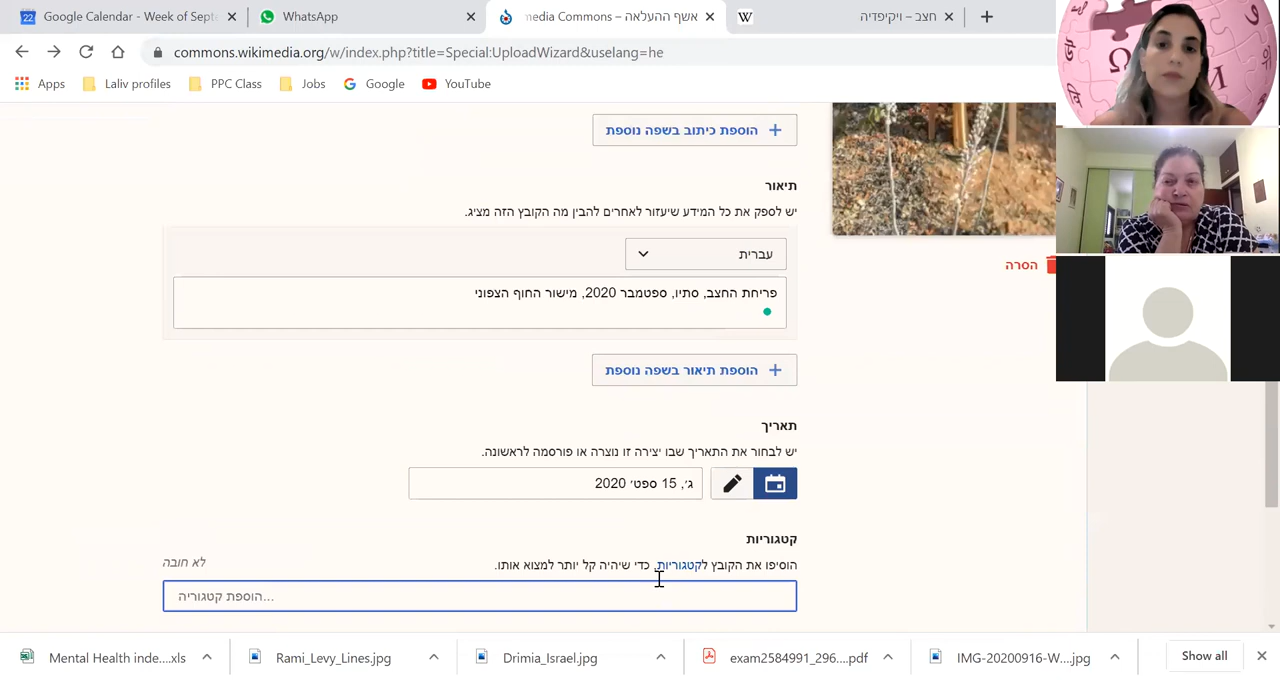 Google Calendar - Week of Septe
WhatsApp
אשף ההעלאה – media Commons
חצב – ויקיפדיה
commons.wikimedia.org/w/index.php?title=Special:UploadWizard&uselang=he
Apps
Laliv profiles
PPC Class
Jobs
Google
YouTube
הוספת כיתוב בשפה נוספת
תיאור
יש לספק את כל המידע שיעזור לאחרים להבין מה הקובץ הזה מציג.
עברית
פריחת החצב, סתיו, ספטמבר 2020, מישור החוף הצפוני
הסרה
הוספת תיאור בשפה נוספת
תאריך
יש לבחור את התאריך שבו יצירה זו נוצרה או פורסמה לראשונה.
ג׳, 15 ספט׳ 2020
קטגוריות
הוסיפו את הקובץ לקטגוריות, כדי שיהיה קל יותר למצוא אותו.
לא חובה
הוספת קטגוריה...
Mental Health inde....xls
Rami_Levy_Lines.jpg
Drimia_Israel.jpg
exam2584991_296....pdf
IMG-20200916-W....jpg
Show all